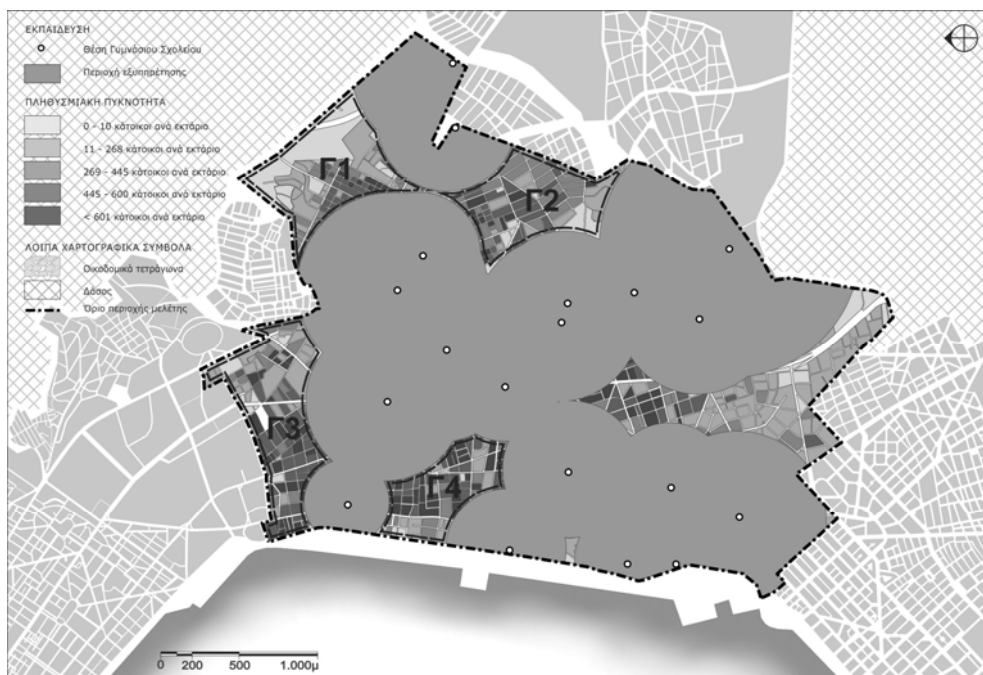 ΕΚΠΑΙΔΕΥΣΗ
Θέση Γυμνάσιου Σχολείου
Περιοχή εξυπηρέτησης
ΠΛΗΘΥΣΜΙΑΚΗ ΠΥΚΝΟΤΗΤΑ
0 - 10 κάτοικοι ανά εκτάριο
11 - 268 κάτοικοι ανά εκτάριο
269 - 445 κάτοικοι ανά εκτάριο
445 - 600 κάτοικοι ανά εκτάριο
< 601 κάτοικοι ανά εκτάριο
ΛΟΙΠΑ ΧΑΡΤΟΓΡΑΦΙΚΑ ΣΥΜΒΟΛΑ
Οικοδομικά τετράγωνα
Δάσος
Όριο περιοχής μελέτης
Γ1
Γ2
Γ3
Γ4
0 200 500 1.000μ